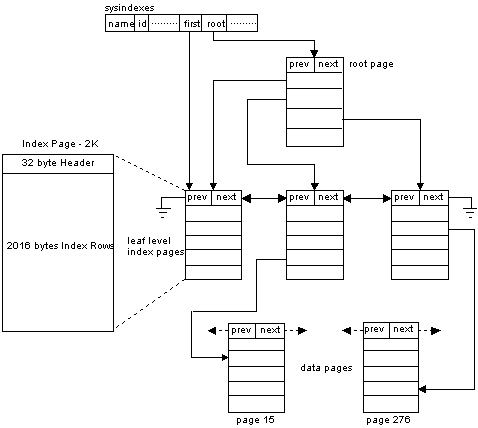 sysindexes
name id ········· first root ·········
prev next root page
Index Page - 2K
32 byte Header
prev next prev next prev next
2016 bytes Index Rows
leaf level
index pages
prev next prev next
data pages
page 15 page 276